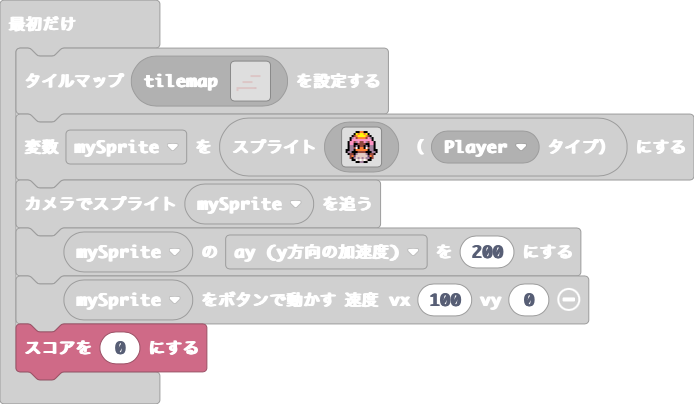 最初だけ
タイルマップ tilemap を設定する
変数 mySprite を スプライト ( Player タイプ) にする
カメラでスプライト mySprite を追う
mySprite の ay (y方向の加速度) を 200 にする
mySprite をボタンで動かす 速度 vx 100 vy 0
スコアを 0 にする